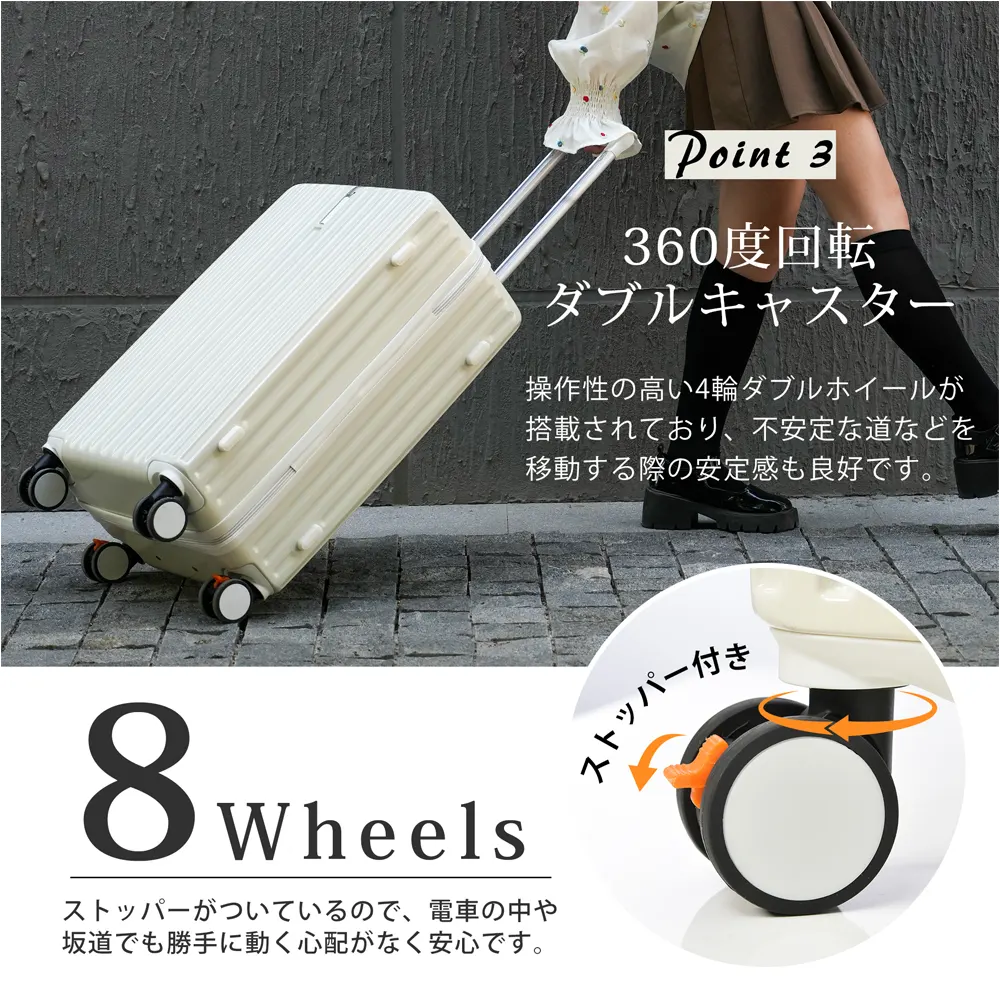 Point 3
360度回転
ダブルキャスター
操作性の高い4輪ダブルホイールが
搭載されており、不安定な道などを
移動する際の安定感も良好です。
ストッパー付き
8 Wheels
ストッパーがついているので、電車の中や
坂道でも勝手に動く心配がなく安心です。